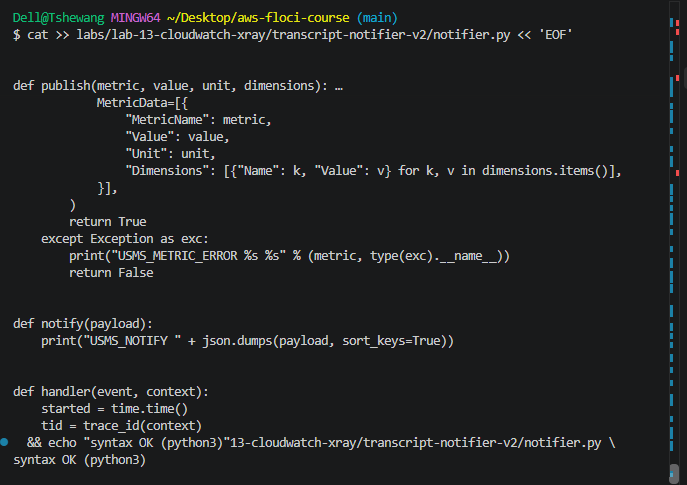 Dell@Tshewang MINGW64 ~/Desktop/aws-floci-course (main)
$ cat >> labs/lab-13-cloudwatch-xray/transcript-notifier-v2/notifier.py << 'EOF'
def publish(metric, value, unit, dimensions): …
            MetricData=[{
                "MetricName": metric,
                "Value": value,
                "Unit": unit,
                "Dimensions": [{"Name": k, "Value": v} for k, v in dimensions.items()],
            }],
        )
        return True
    except Exception as exc:
        print("USMS_METRIC_ERROR %s %s" % (metric, type(exc).__name__))
        return False
def notify(payload):
    print("USMS_NOTIFY " + json.dumps(payload, sort_keys=True))
def handler(event, context):
    started = time.time()
    tid = trace_id(context)
  && echo "syntax OK (python3)"13-cloudwatch-xray/transcript-notifier-v2/notifier.py \
syntax OK (python3)